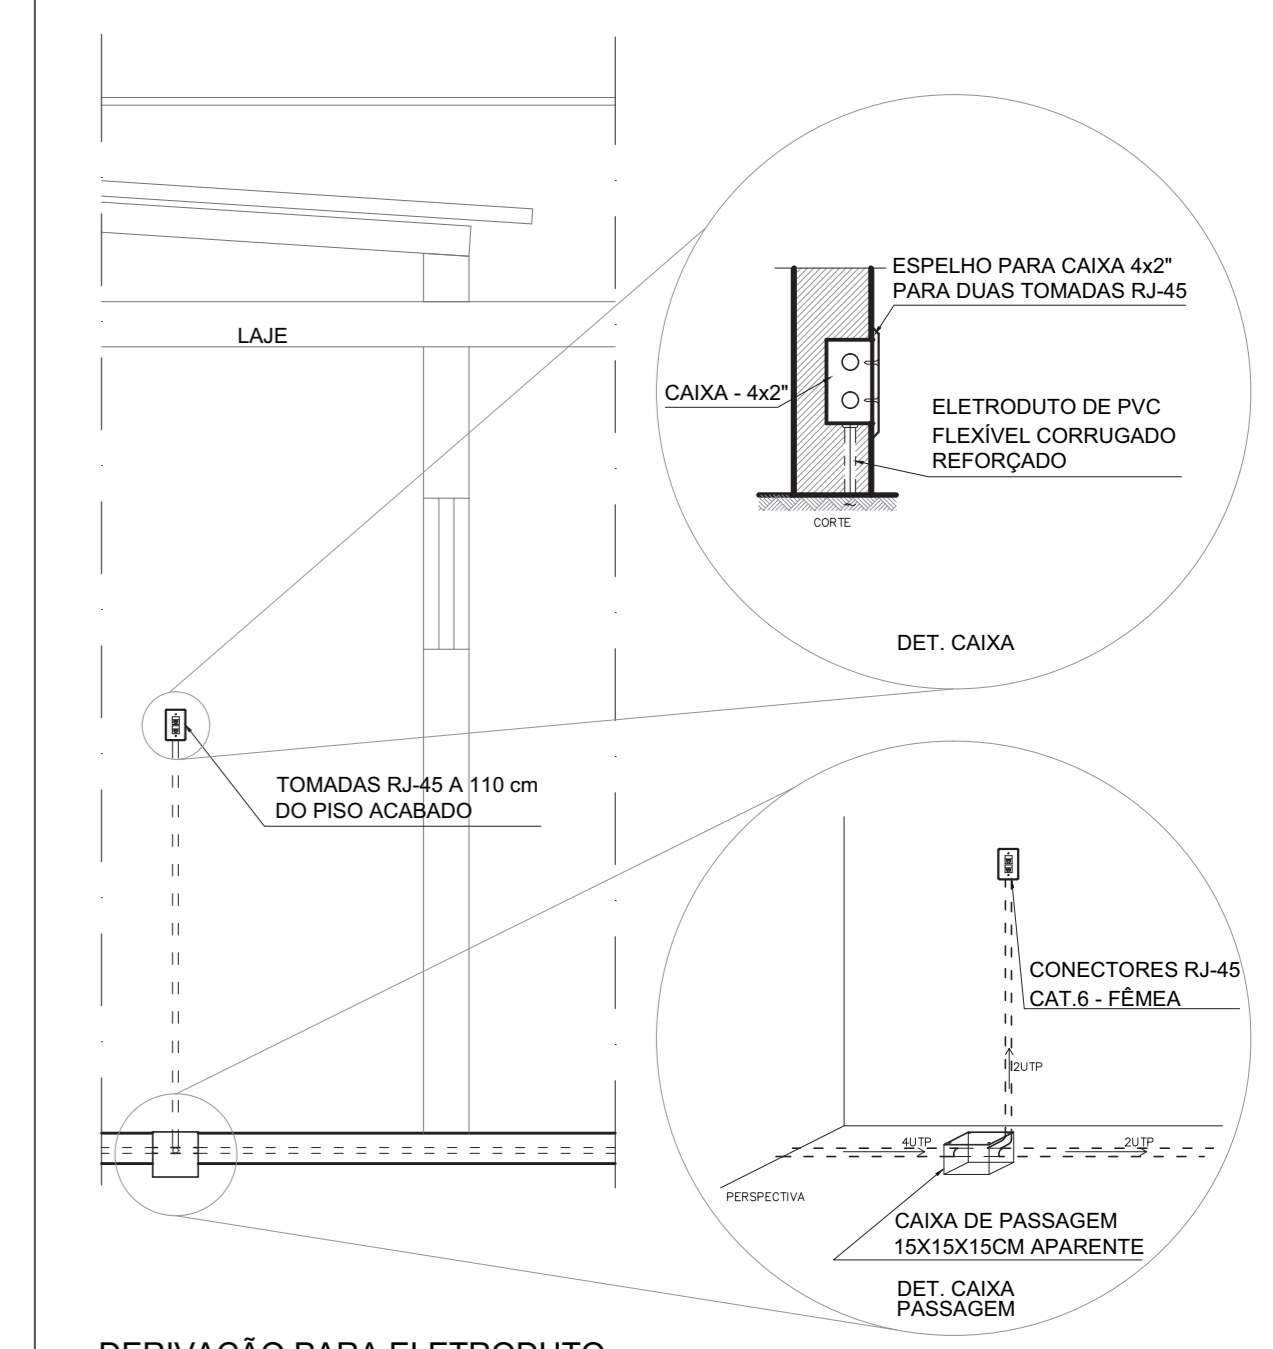 LAJE
ESPELHO PARA CAIXA 4x2"
PARA DUAS TOMADAS RJ-45
CAIXA - 4x2"
ELETRODUTO DE PVC
FLEXÍVEL CORRUGADO
REFORÇADO
CORTE
DET. CAIXA
TOMADAS RJ-45 A 110 cm
DO PISO ACABADO
CONECTORES RJ-45
CAT.6 - FÊMEA
2UTP
4UTP
2UTP
PERSPECTIVA
CAIXA DE PASSAGEM
15X15X15CM APARENTE
DET. CAIXA
PASSAGEM
DERIVAÇÃO PARA ELETRODUTO